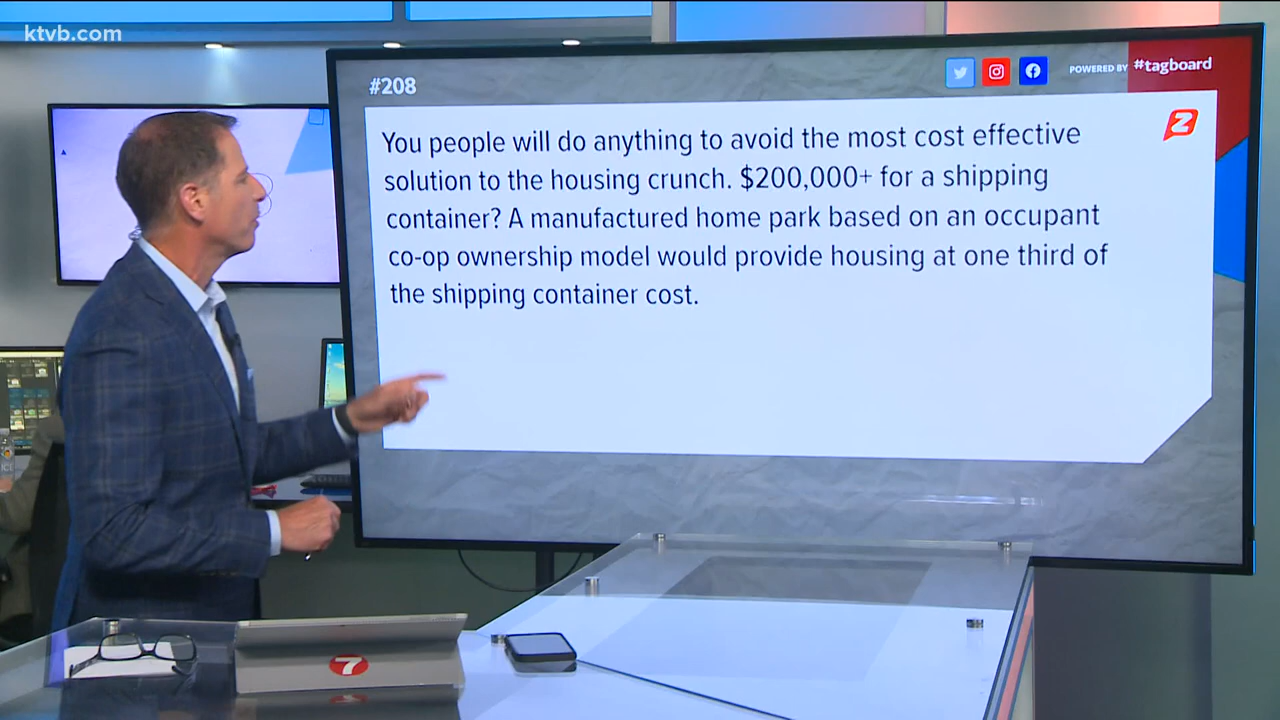 ktvb.com
#208
POWERED BY #tagboard
You people will do anything to avoid the most cost effective
solution to the housing crunch. $200,000+ for a shipping
container? A manufactured home park based on an occupant
co-op ownership model would provide housing at one third of
the shipping container cost.
ICE
7